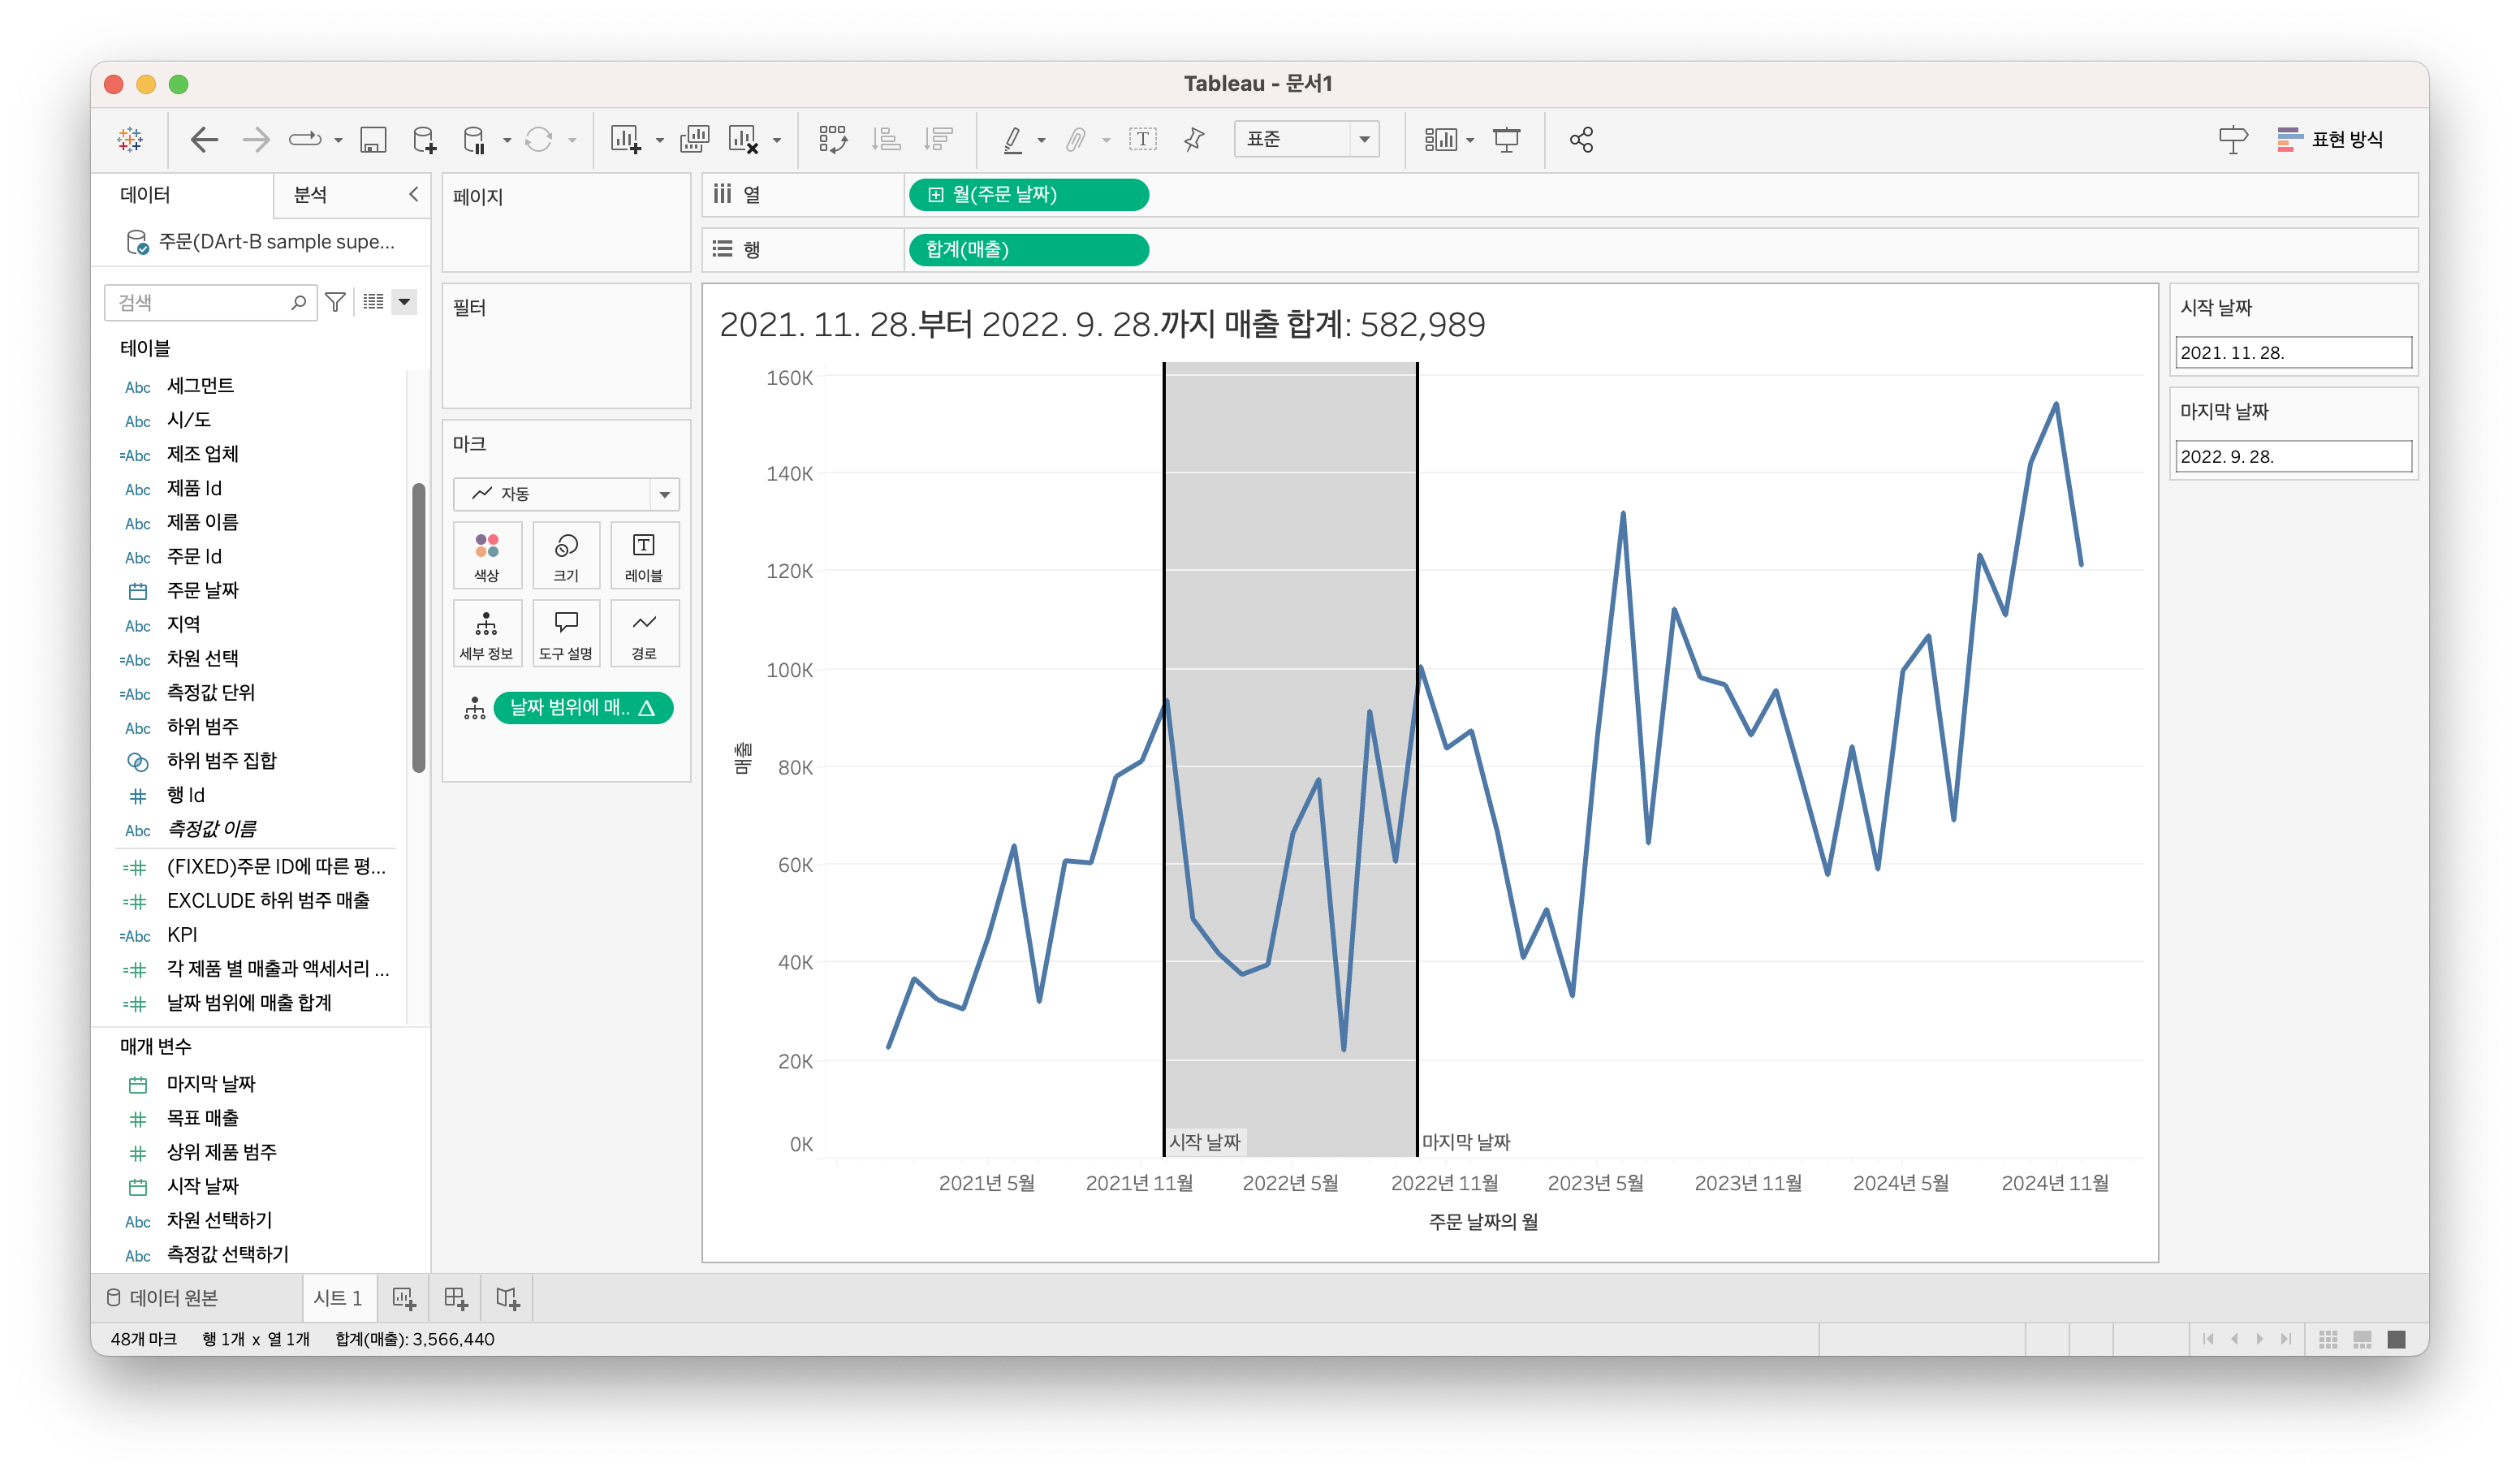 Tableau - 문서1
표준
표현 방식
데이터
분석
주문(DArt-B sample supe...
검색
테이블
Abc 세그먼트
Abc 시/도
=Abc 제조 업체
Abc 제품 Id
Abc 제품 이름
Abc 주문 Id
주문 날짜
Abc 지역
=Abc 차원 선택
=Abc 측정값 단위
Abc 하위 범주
하위 범주 집합
# 행 Id
Abc 측정값 이름
=# (FIXED)주문 ID에 따른 평...
=# EXCLUDE 하위 범주 매출
=Abc KPI
=# 각 제품 별 매출과 액세서리 ...
=# 날짜 범위에 매출 합계
매개 변수
마지막 날짜
# 목표 매출
# 상위 제품 범주
시작 날짜
Abc 차원 선택하기
Abc 측정값 선택하기
페이지
필터
마크
자동
색상
크기
레이블
세부 정보
도구 설명
경로
날짜 범위에 매.. △
열
월(주문 날짜)
행
합계(매출)
2021. 11. 28.부터 2022. 9. 28.까지 매출 합계: 582,989
160K
140K
120K
100K
80K
60K
40K
20K
0K
매출
시작 날짜
마지막 날짜
2021년 5월
2021년 11월
2022년 5월
2022년 11월
2023년 5월
2023년 11월
2024년 5월
2024년 11월
주문 날짜의 월
시작 날짜
2021. 11. 28.
마지막 날짜
2022. 9. 28.
데이터 원본
시트 1
48개 마크
행 1개 x 열 1개
합계(매출): 3,566,440